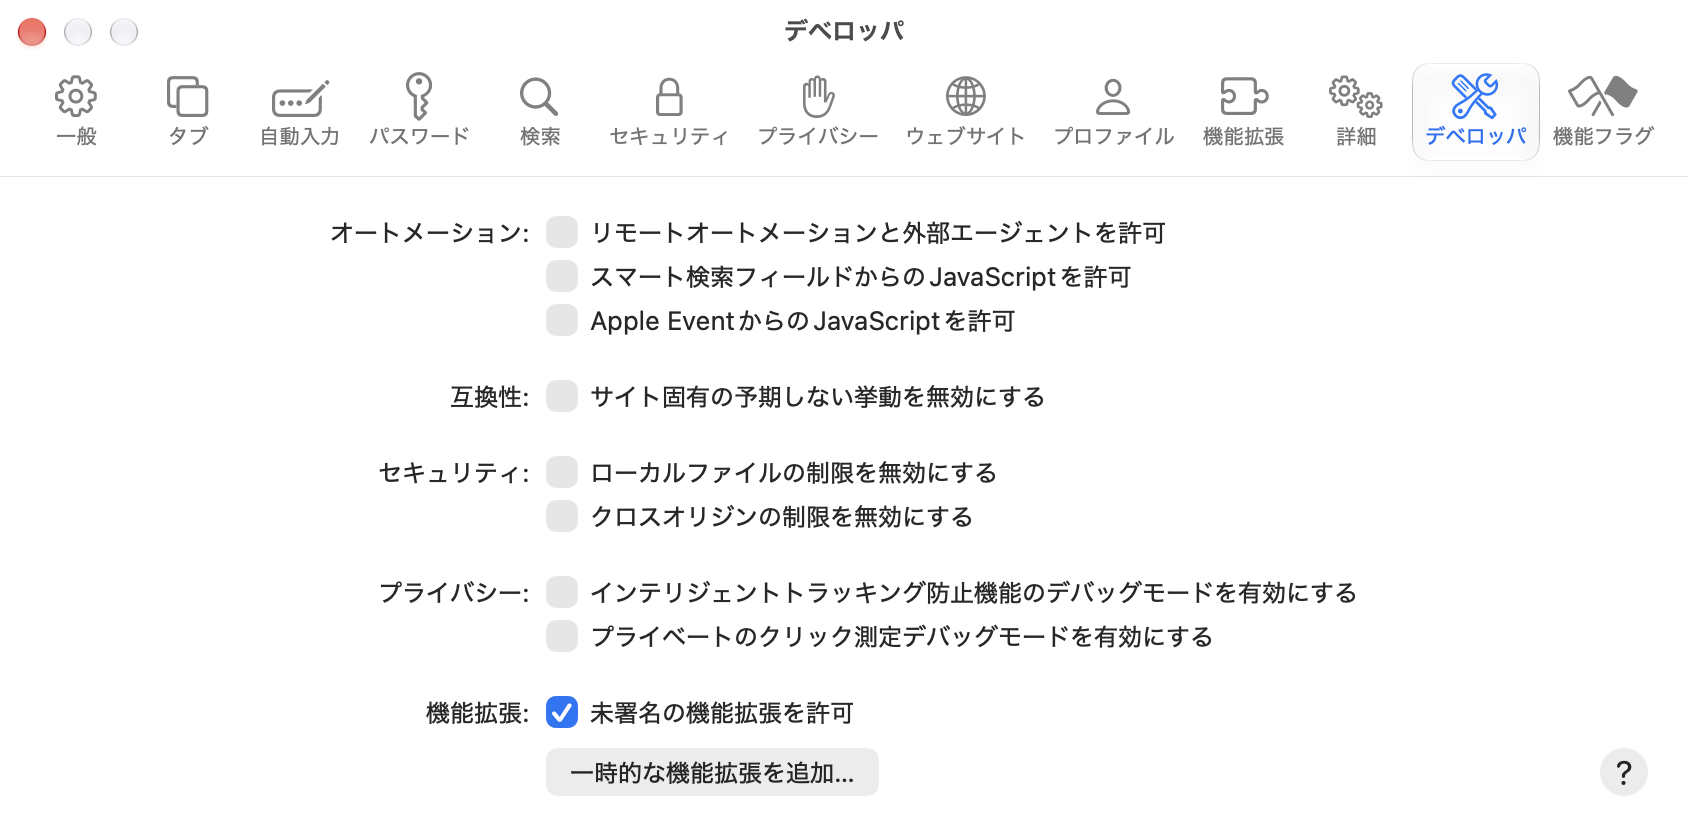 デベロッパ
一般 タブ 自動入力 パスワード 検索 セキュリティ プライバシー ウェブサイト プロファイル 機能拡張 詳細 デベロッパ 機能フラグ
オートメーション: リモートオートメーションと外部エージェントを許可
スマート検索フィールドからのJavaScriptを許可
Apple EventからのJavaScriptを許可
互換性: サイト固有の予期しない挙動を無効にする
セキュリティ: ローカルファイルの制限を無効にする
クロスオリジンの制限を無効にする
プライバシー: インテリジェントトラッキング防止機能のデバッグモードを有効にする
プライベートのクリック測定デバッグモードを有効にする
機能拡張: 未署名の機能拡張を許可
一時的な機能拡張を追加...
?